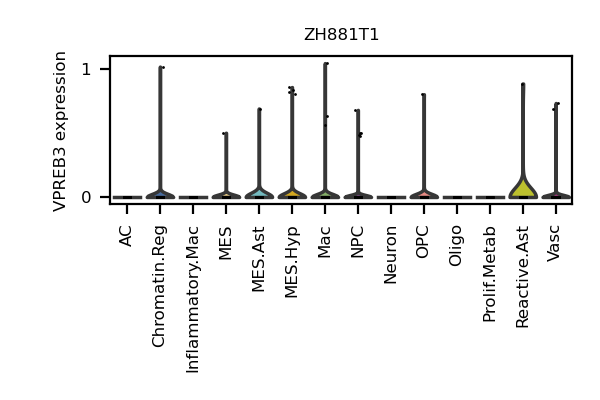 ZH881T1
VPREB3 expression
1
0
AC
Chromatin.Reg
Inflammatory.Mac
MES
MES.Ast
MES.Hyp
Mac
NPC
Neuron
OPC
Oligo
Prolif.Metab
Reactive.Ast
Vasc